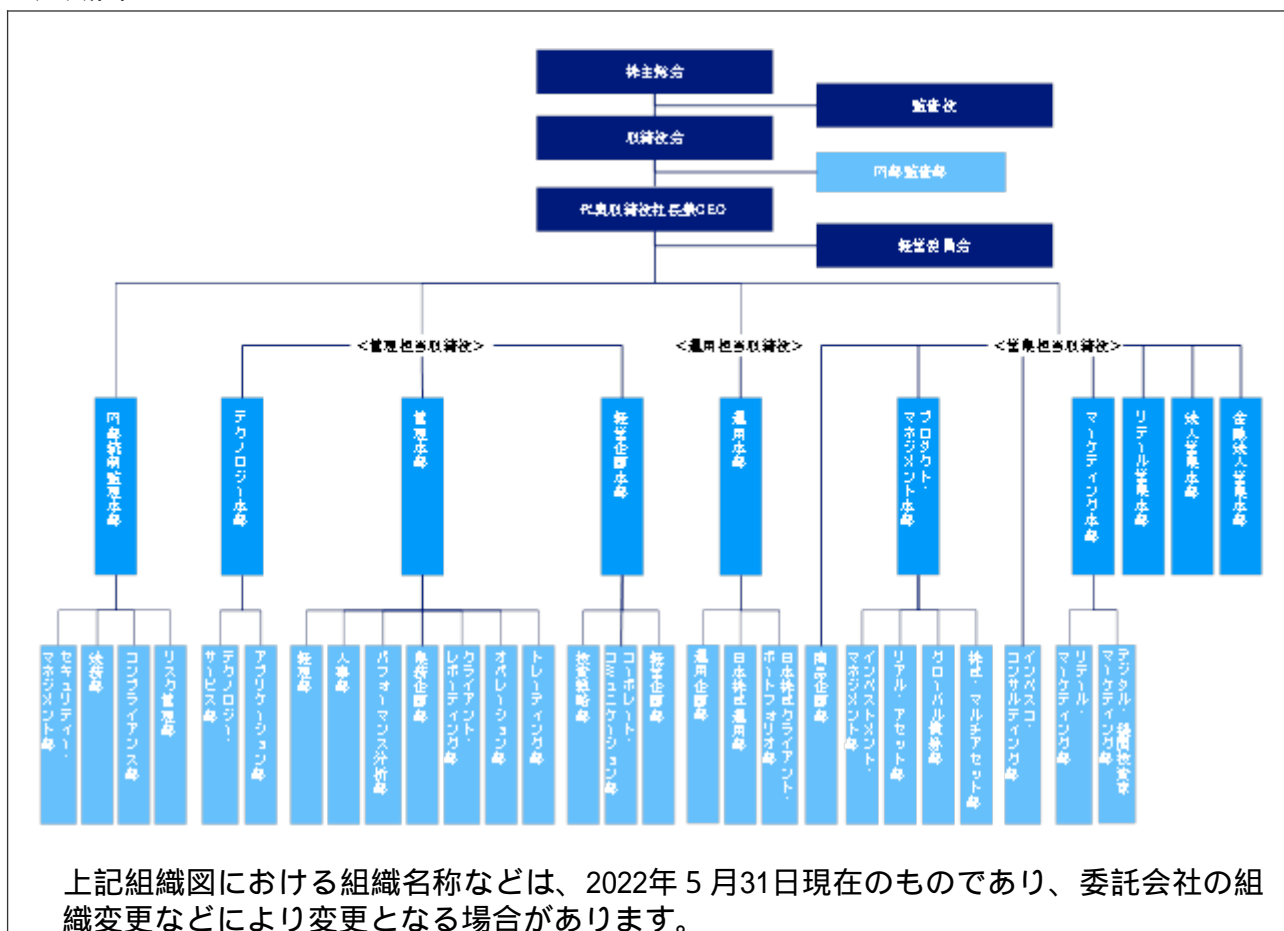 株主総会
監査役
取締役会
内部監査部
代表取締役社長兼CEO
経営委員会
<管理担当取締役>
<運用担当取締役>
<営業担当取締役>
内部統制管理本部
テクノロジー本部
管理本部
経営企画本部
運用本部
プロダクト・
マネジメント本部
マーケティング本部
リテール営業本部
法人営業本部
金融法人営業本部
セキュリティー・
マネジメント部
法務部
コンプライアンス部
リスク管理部
テクノロジー・
サービス部
アプリケーション部
経理部
人事部
パフォーマンス分析部
業務企画部
クライアント・
レポーティング部
オペレーション部
トレーディング部
投資戦略部
コーポレート・
コミュニケーション部
経営企画部
運用企画部
日本株式運用部
日本株式クライアント・
ポートフォリオ部
商品企画部
インベストメント・
マネジメント部
リアル・アセット部
グローバル債券部
株式・マルチアセット部
インベスコ・
コンサルティング部
リテール・
マーケティング部
デジタル・機関投資家
マーケティング部
上記組織図における組織名称などは、2022年5月31日現在のものであり、委託会社の組
織変更などにより変更となる場合があります。